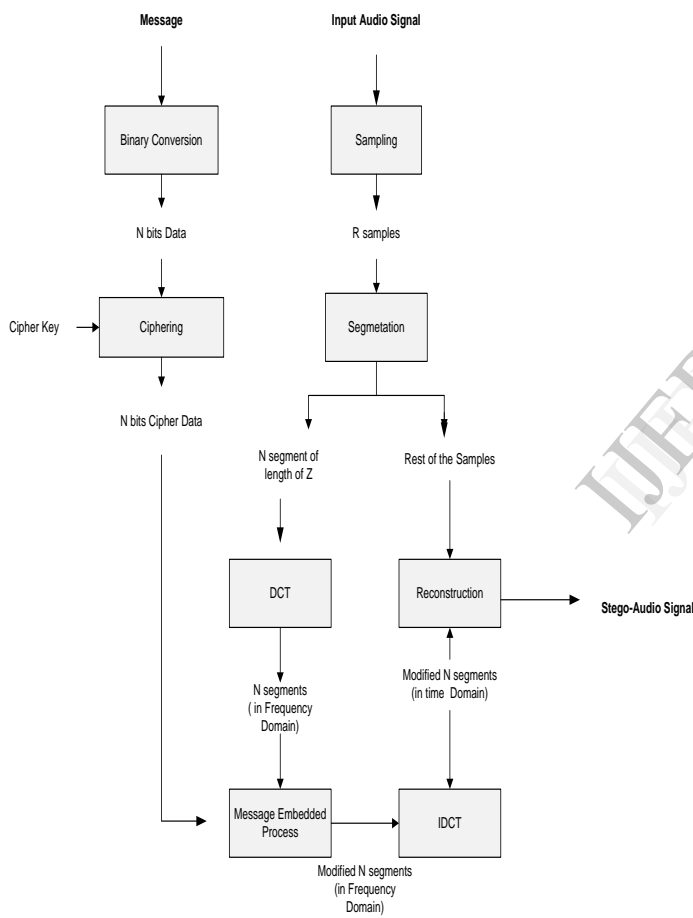 Message
Input Audio Signal
Binary Conversion
Sampling
N bits Data
R samples
Cipher Key
Ciphering
Segmetation
N bits Cipher Data
N segment of
length of Z
Rest of the Samples
DCT
Reconstruction
Stego-Audio Signal
N segments
( in Frequency
Domain)
Modified N segments
(in time Domain)
Message Embedded
Process
IDCT
Modified N segments
(in Frequency
Domain)